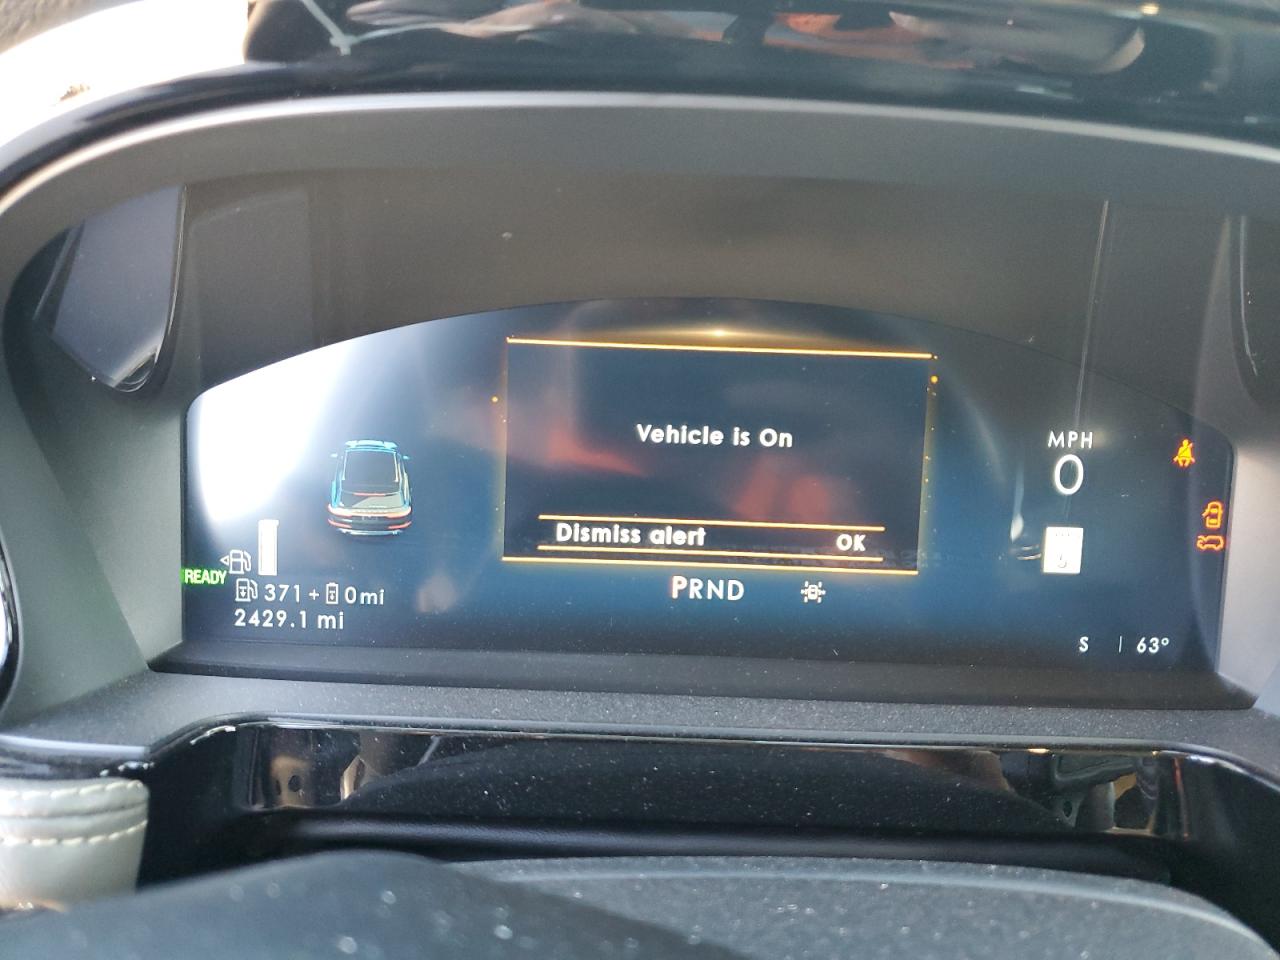 Vehicle is On
Dismiss alert OK
MPH
0
READY
371 + 0mi
2429.1 mi
PRND
S 63°